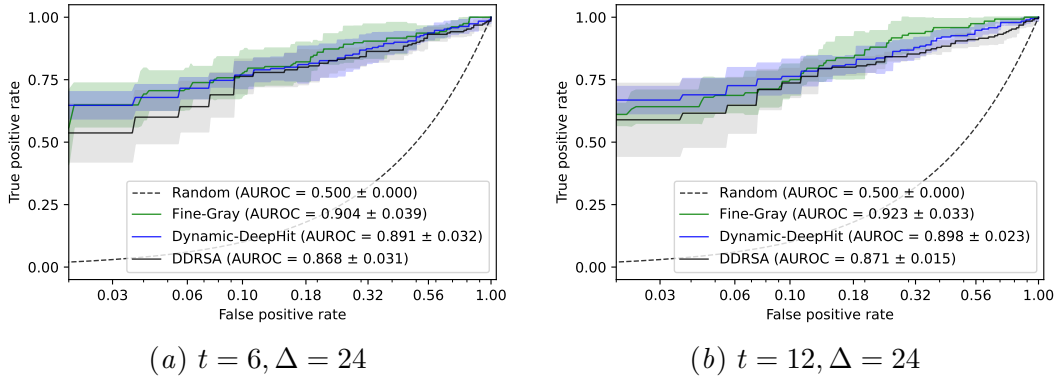 1.00
0.75
0.50
0.25
0.00
True positive rate
Random (AUROC = 0.500 ± 0.000)
Fine-Gray (AUROC = 0.904 ± 0.039)
Dynamic-DeepHit (AUROC = 0.891 ± 0.032)
DDRSA (AUROC = 0.868 ± 0.031)
0.03 0.06 0.10 0.18 0.32 0.56 1.00
False positive rate
(a) t = 6, Δ = 24
1.00
0.75
0.50
0.25
0.00
True positive rate
Random (AUROC = 0.500 ± 0.000)
Fine-Gray (AUROC = 0.923 ± 0.033)
Dynamic-DeepHit (AUROC = 0.898 ± 0.023)
DDRSA (AUROC = 0.871 ± 0.015)
0.03 0.06 0.10 0.18 0.32 0.56 1.00
False positive rate
(b) t = 12, Δ = 24